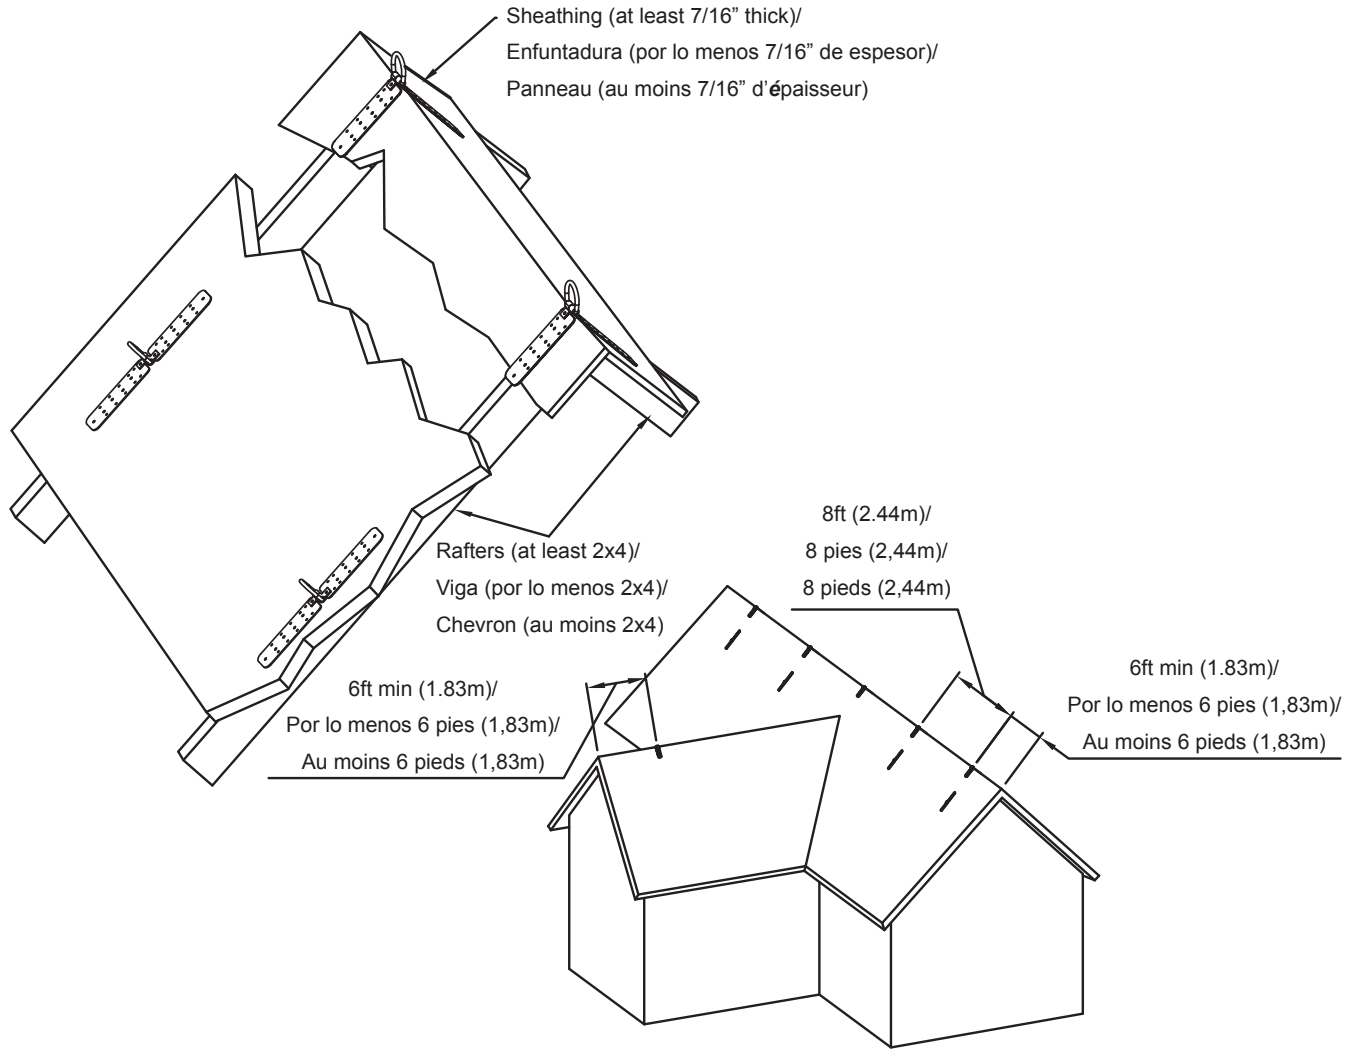 Sheathing (at least 7/16” thick)/
Enfuntadura (por lo menos 7/16” de espesor)/
Panneau (au moins 7/16” d’épaisseur)
Rafters (at least 2x4)/
Viga (por lo menos 2x4)/
Chevron (au moins 2x4)
8ft (2.44m)/
8 pies (2,44m)/
8 pieds (2,44m)
6ft min (1.83m)/
Por lo menos 6 pies (1,83m)/
Au moins 6 pieds (1,83m)
6ft min (1.83m)/
Por lo menos 6 pies (1,83m)/
Au moins 6 pieds (1,83m)